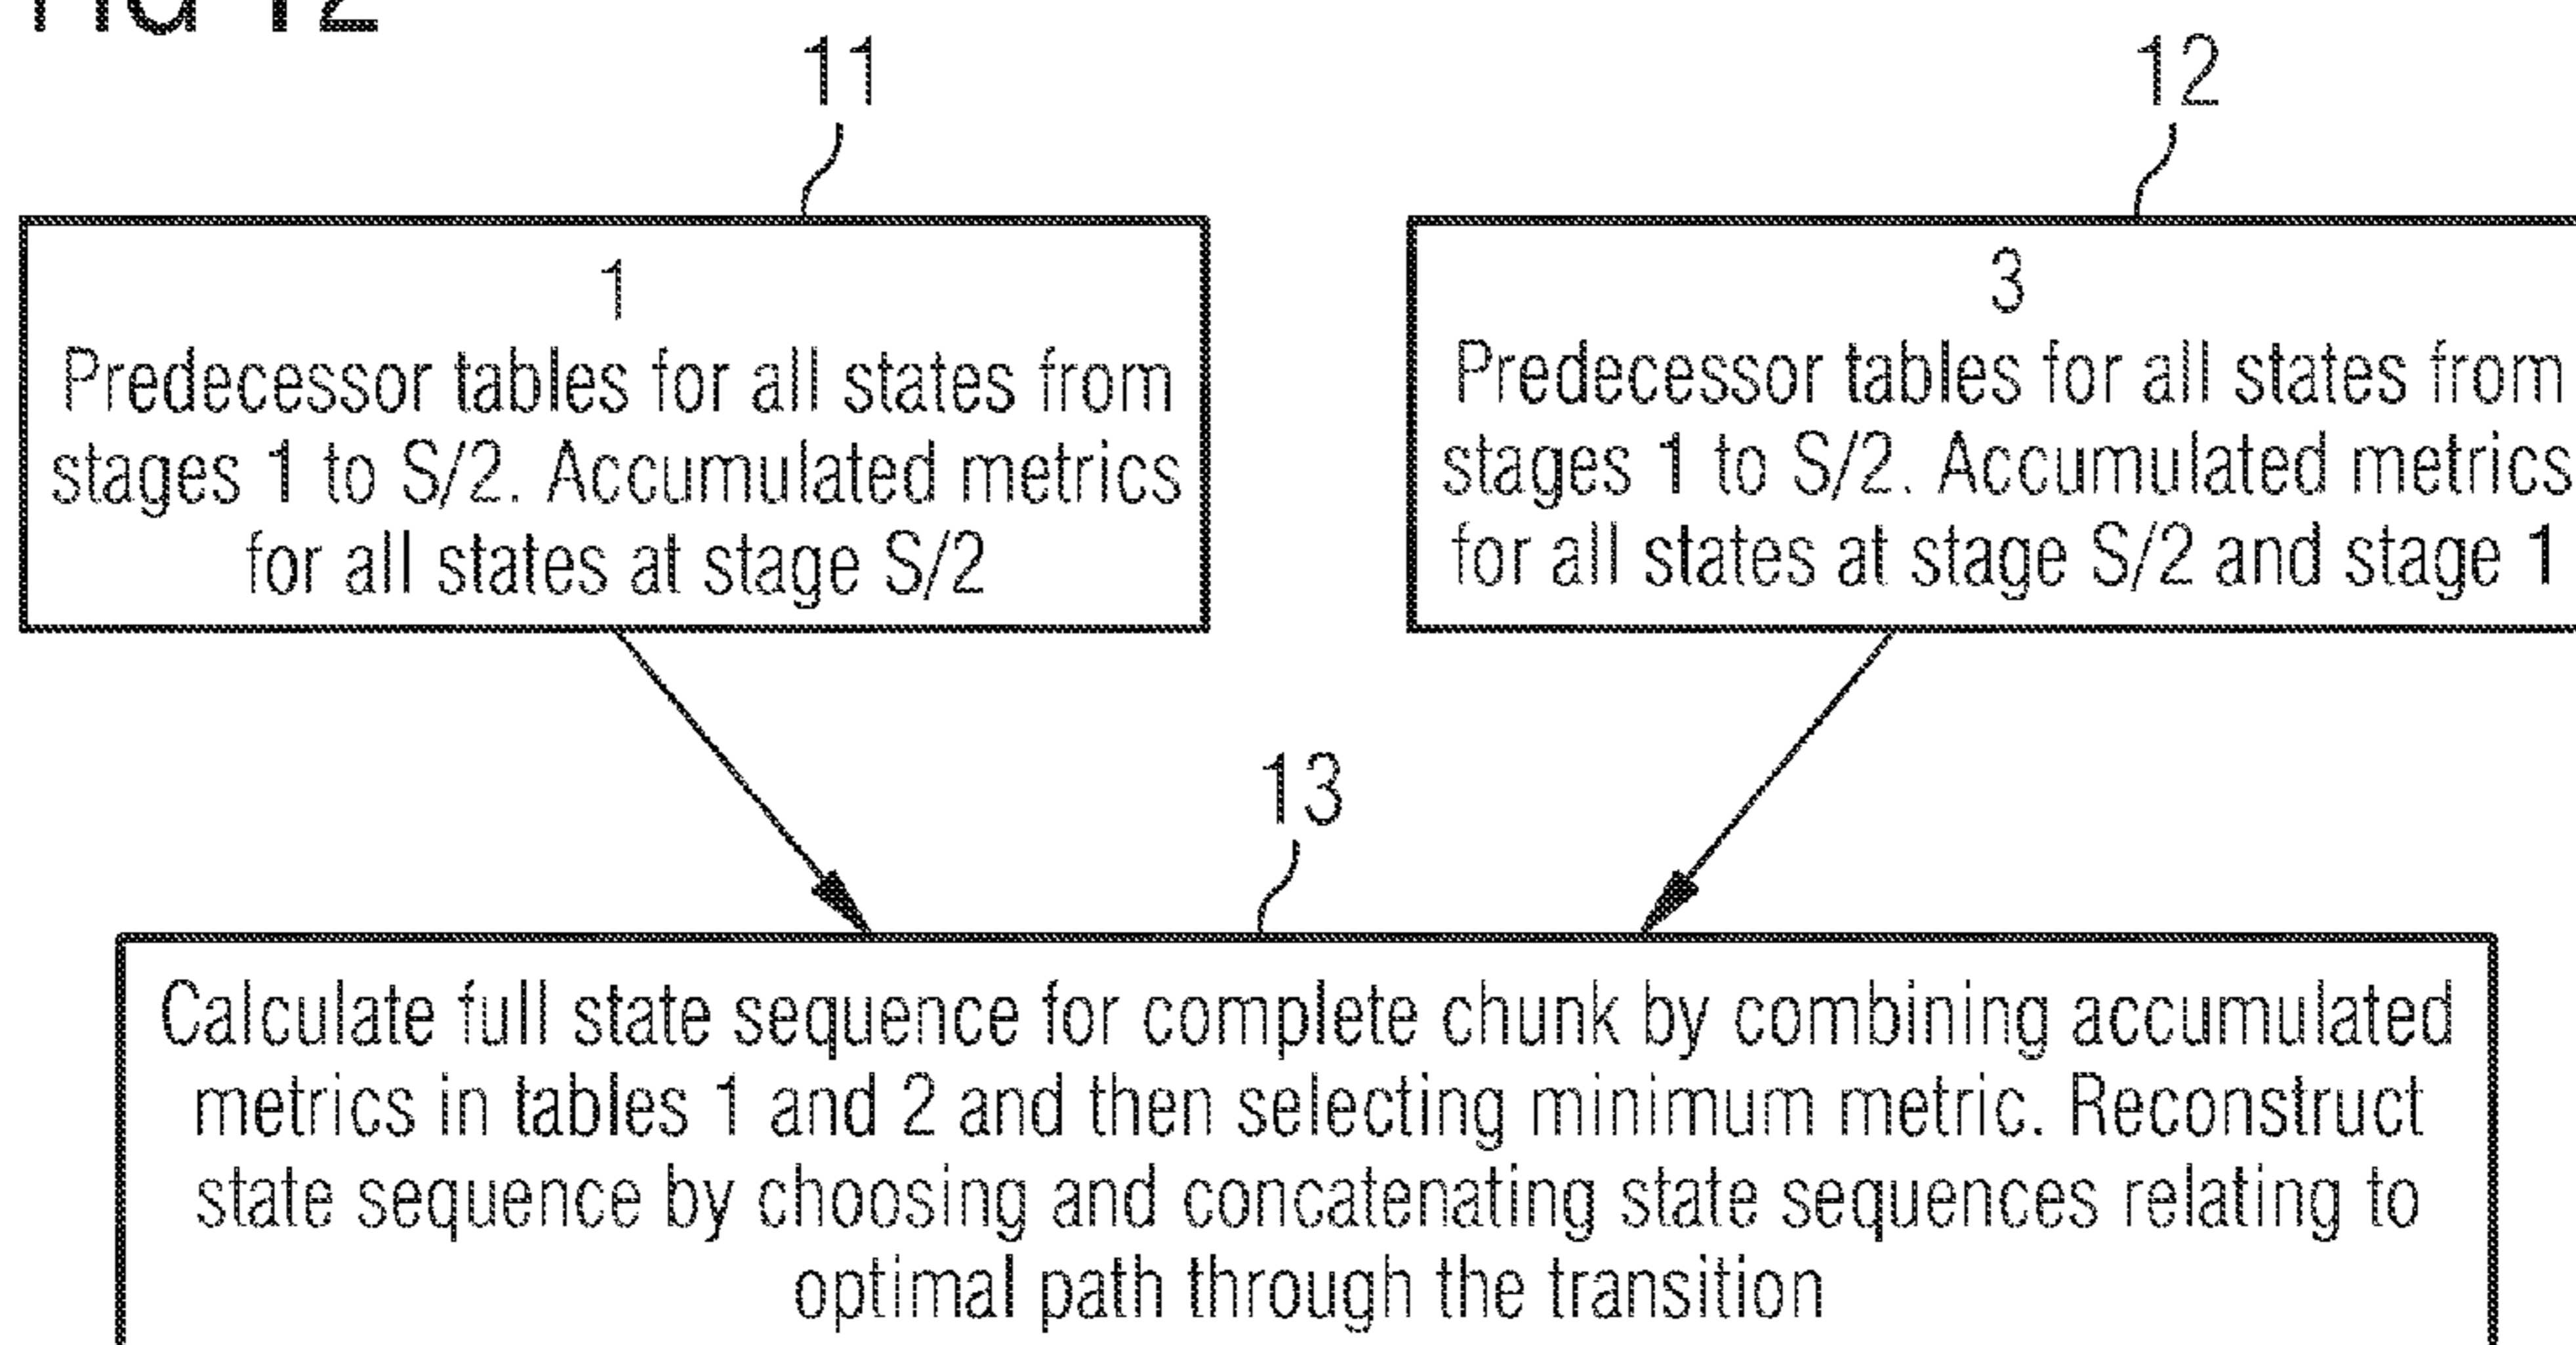 FIG 12
11
12
1
Predecessor tables for all states from
stages 1 to S/2. Accumulated metrics
for all states at stage S/2
3
Predecessor tables for all states from
stages 1 to S/2. Accumulated metrics
for all states at stage S/2 and stage 1
13
Calculate full state sequence for complete chunk by combining accumulated
metrics in tables 1 and 2 and then selecting minimum metric. Reconstruct
state sequence by choosing and concatenating state sequences relating to
optimal path through the transition